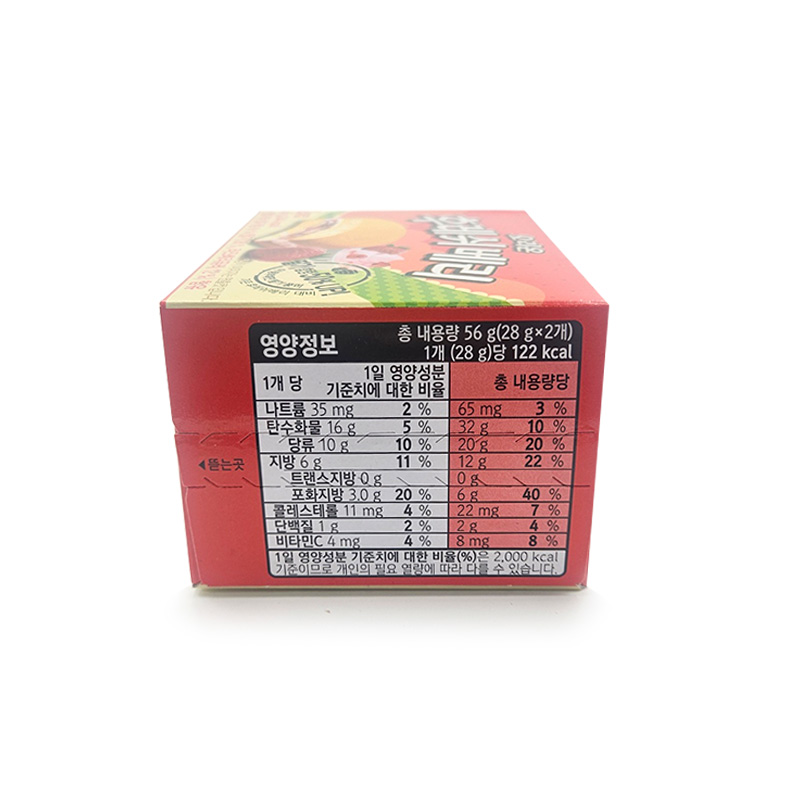 영양정보
총 내용량 56 g(28 g×2개)
1개 (28 g)당 122 kcal
1개 당 1일 영양성분 기준치에 대한 비율 총 내용량당
나트륨 35 mg 2 % 65 mg 3 %
탄수화물 16 g 5 % 32 g 10 %
당류 10 g 10 % 20 g 20 %
지방 6 g 11 % 12 g 22 %
트랜스지방 0 g 0 g
포화지방 3.0 g 20 % 6 g 40 %
콜레스테롤 11 mg 4 % 22 mg 7 %
단백질 1 g 2 % 2 g 4 %
비타민C 4 mg 4 % 8 mg 8 %
1일 영양성분 기준치에 대한 비율(%)은 2,000 kcal
기준이므로 개인의 필요 열량에 따라 다를 수 있습니다.
◀뜯는곳